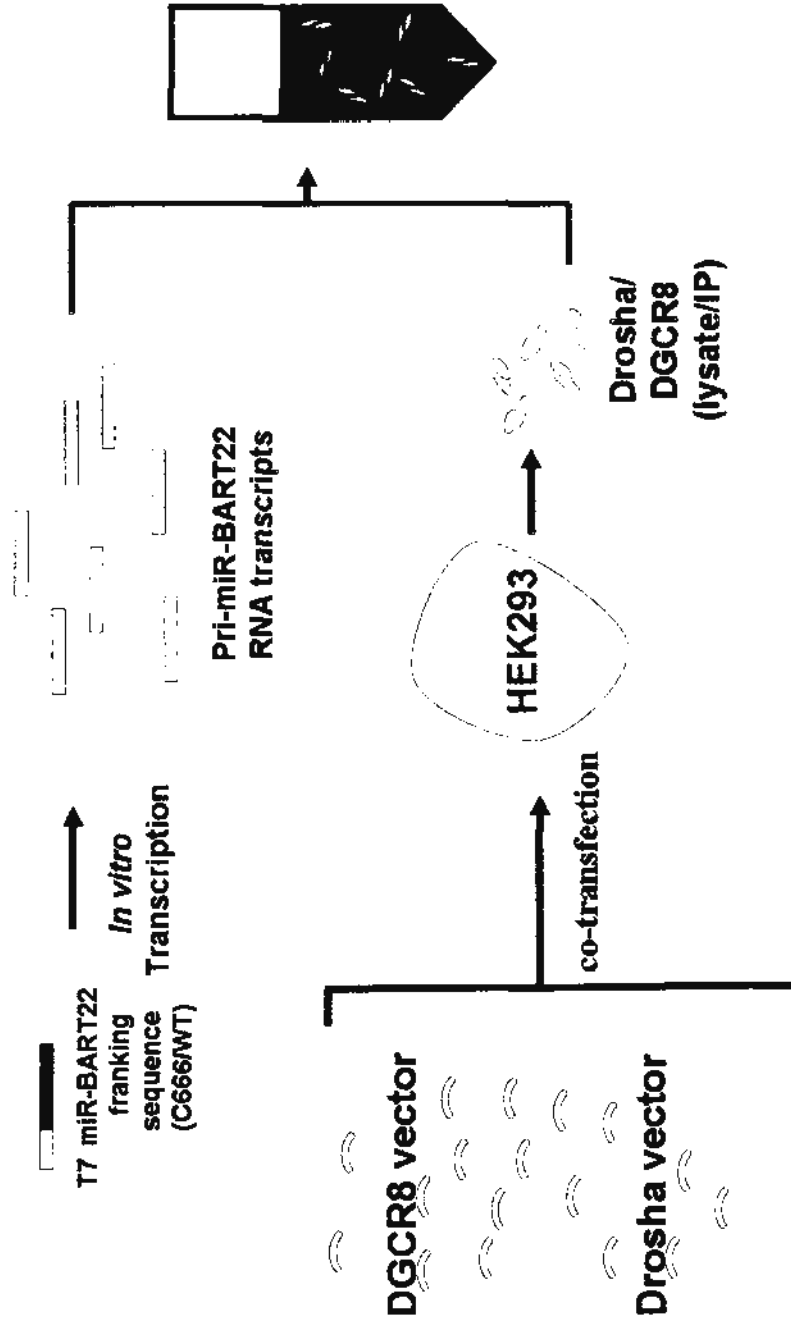 T7 miR-BART22
franking
sequence
(C666/WT)
In vitro
Transcription
Pri-miR-BART22
RNA transcripts
DGCR8 vector
Drosha vector
co-transfection
HEK293
Drosha/
DGCR8
(lysate/IP)